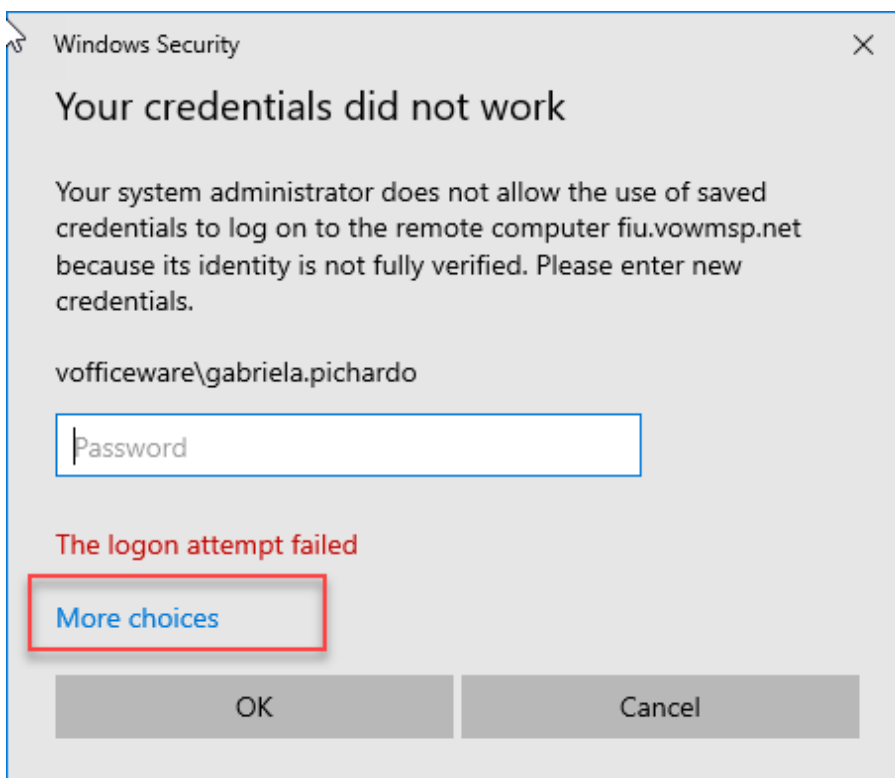 Windows Security
Your credentials did not work
Your system administrator does not allow the use of saved
credentials to log on to the remote computer fiu.vowmsp.net
because its identity is not fully verified. Please enter new
credentials.
vofficeware\gabriela.pichardo
Password
The logon attempt failed
More choices
OK Cancel